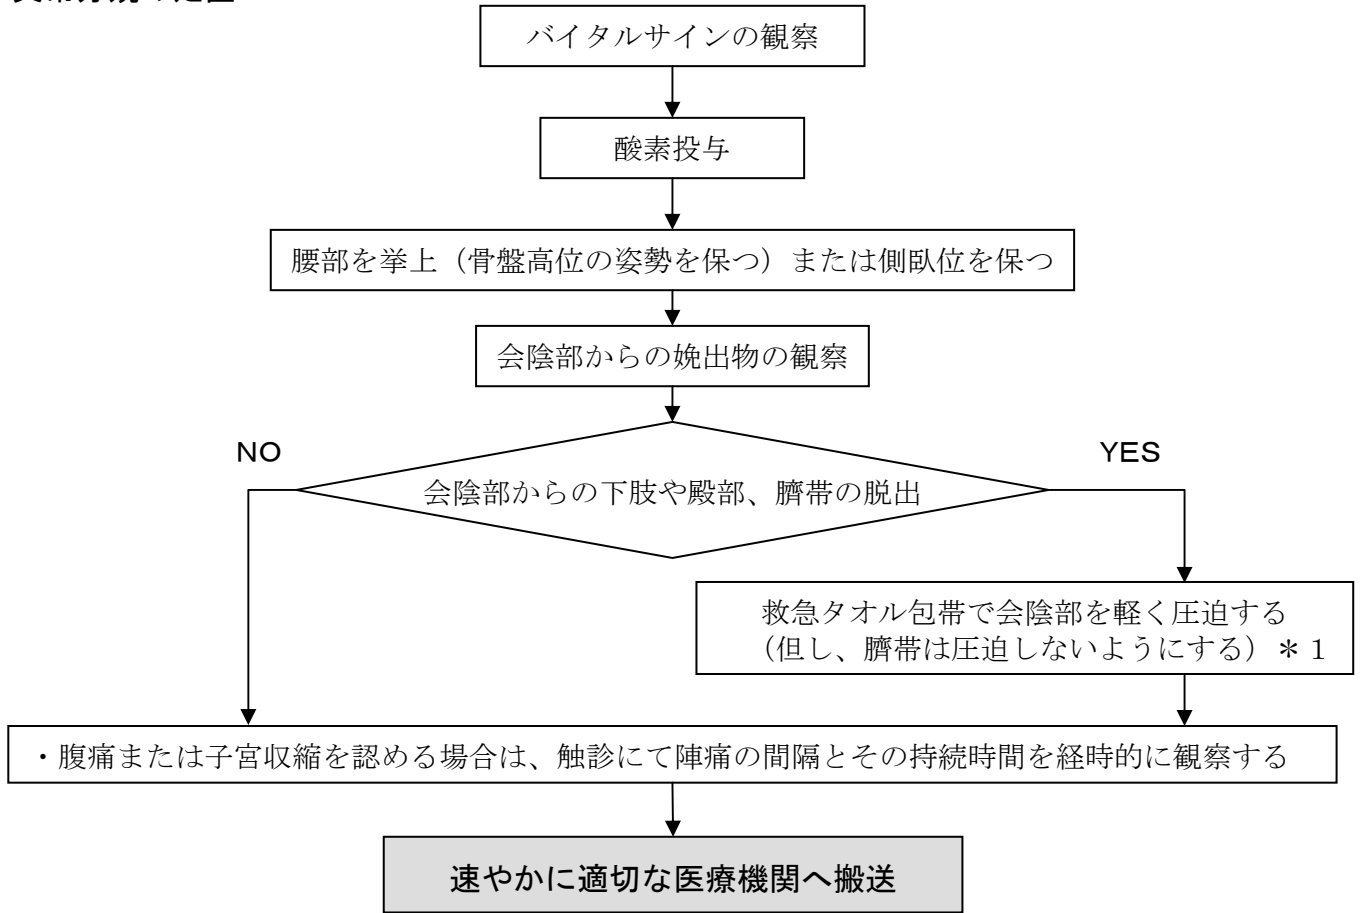 バイタルサインの観察
酸素投与
腰部を挙上（骨盤高位の姿勢を保つ）または側臥位を保つ
会陰部からの娩出物の観察
NO
YES
会陰部からの下肢や殿部、臍帯の脱出
救急タオル包帯で会陰部を軽く圧迫する
（但し、臍帯は圧迫しないようにする）＊１
・腹痛または子宮収縮を認める場合は、触診にて陣痛の間隔とその持続時間を経時的に観察する
速やかに適切な医療機関へ搬送